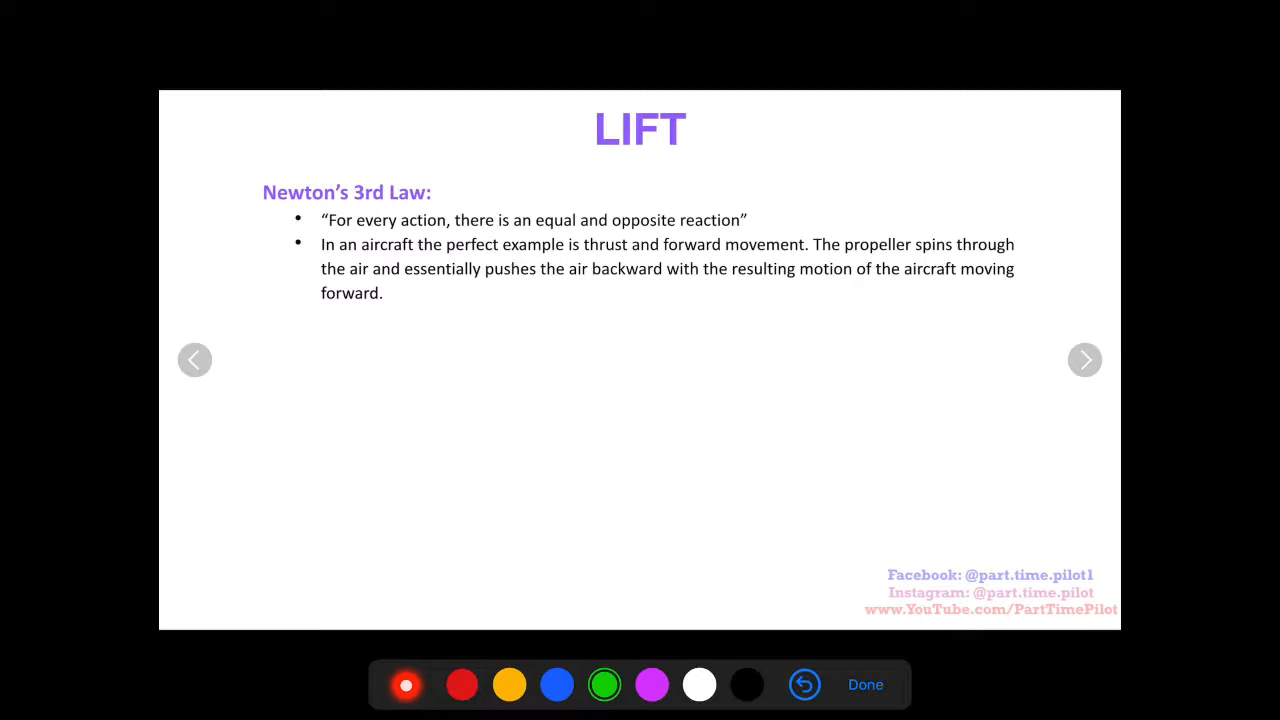 LIFT
Newton’s 3rd Law:
• “For every action, there is an equal and opposite reaction”
• In an aircraft the perfect example is thrust and forward movement. The propeller spins through
the air and essentially pushes the air backward with the resulting motion of the aircraft moving
forward.
Facebook: @part.time.pilot1
Instagram: @part.time.pilot
www.YouTube.com/PartTimePilot
Done